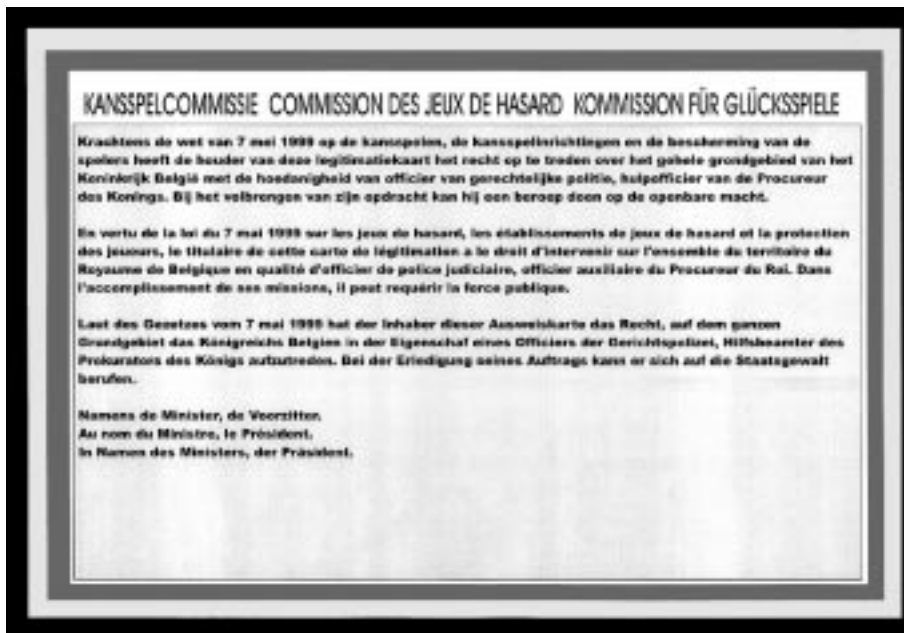 KANSSPELCOMMISSIE COMMISSION DES JEUX DE HASARD KOMMISSION FÜR GLÜCKSSPIELE
Krachtens de wet van 7 mei 1999 op de kansspelen, de kansspelinrichtingen en de bescherming van de
spelers heeft de houder van deze legitimatiekaart het recht op te treden over het gehele grondgebied van het
Koninkrijk België met de hoedanigheid van officier van gerechtelijke politie, hulpofficier van de Procureur
des Konings. Bij het volbrengen van zijn opdracht kan hij een beroep doen op de openbare macht.
En vertu de la loi du 7 mai 1999 sur les jeux de hasard, les établissements de jeux de hasard et la protection
des joueurs, le titulaire de cette carte de légitimation a le droit d'intervenir sur l'ensemble du territoire du
Royaume de Belgique en qualité d'officier de police judiciaire, officier auxiliaire du Procureur du Roi. Dans
l'accomplissement de ses missions, il peut requérir la force publique.
Laut des Gesetzes vom 7 mai 1999 hat der Inhaber dieser Ausweiskarte das Recht, auf dem ganzen
Grundgebiet das Königreichs Belgien in der Eigenschaf eines Officiers der Gerichtspolizei, Hilfsbeamter des
Prokurators des Königs aufzutreden. Bei der Erledigung seines Auftrags kann er sich auf die Staatsgewalt
berufen.
Namens de Minister, de Voorzitter.
Au nom du Ministre, le Président.
In Namen des Ministers, der Präsident.